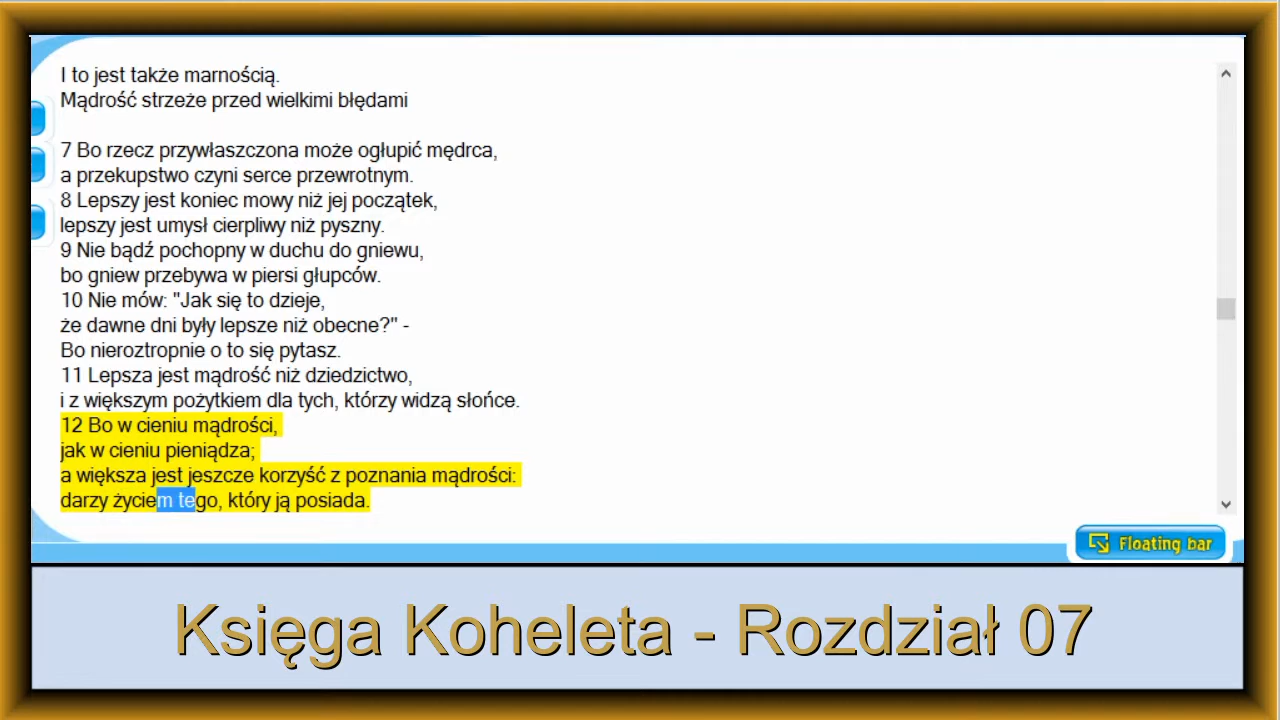 I to jest także marnością.
Mądrość strzeże przed wielkimi błędami
7 Bo rzecz przywłaszczona może ogłupić mędrca,
a przekupstwo czyni serce przewrotnym.
8 Lepszy jest koniec mowy niż jej początek,
lepszy jest umysł cierpliwy niż pyszny.
9 Nie bądź pochopny w duchu do gniewu,
bo gniew przebywa w piersi głupców.
10 Nie mów: "Jak się to dzieje,
że dawne dni były lepsze niż obecne?" -
Bo nieroztropnie o to się pytasz.
11 Lepsza jest mądrość niż dziedzictwo,
i z większym pożytkiem dla tych, którzy widzą słońce.
12 Bo w cieniu mądrości,
jak w cieniu pieniądza;
a większa jest jeszcze korzyść z poznania mądrości:
darzy życiem tego, który ją posiada.
Floating bar
Księga Koheleta - Rozdział 07